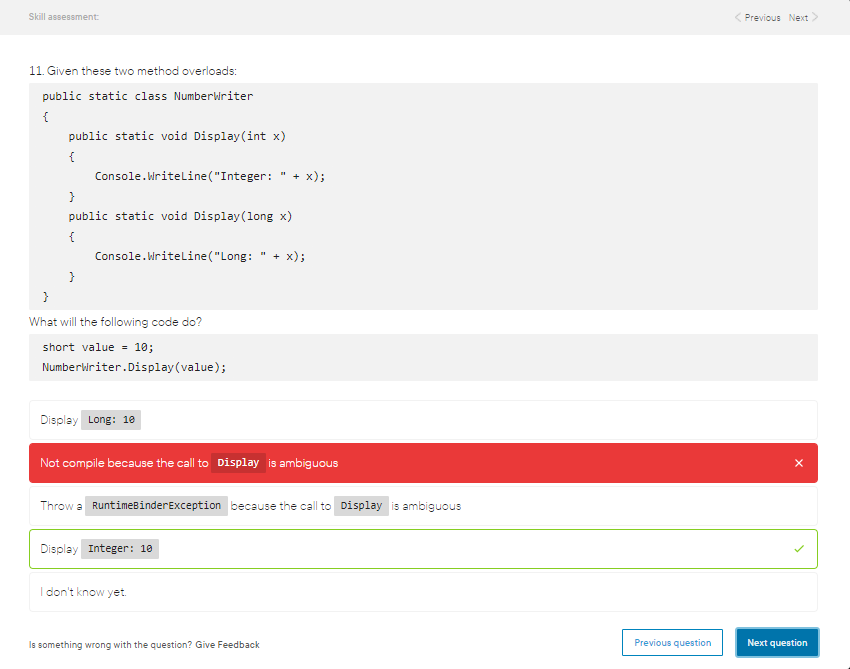 Skill assessment:
Previous Next
11. Given these two method overloads:
public static class NumberWriter
{
    public static void Display(int x)
    {
        Console.WriteLine("Integer: " + x);
    }
    public static void Display(long x)
    {
        Console.WriteLine("Long: " + x);
    }
}
What will the following code do?
short value = 10;
NumberWriter.Display(value);
Display Long: 10
Not compile because the call to Display is ambiguous
Throw a RuntimeBinderException because the call to Display is ambiguous
Display Integer: 10
I don't know yet.
Is something wrong with the question? Give Feedback
Previous question
Next question